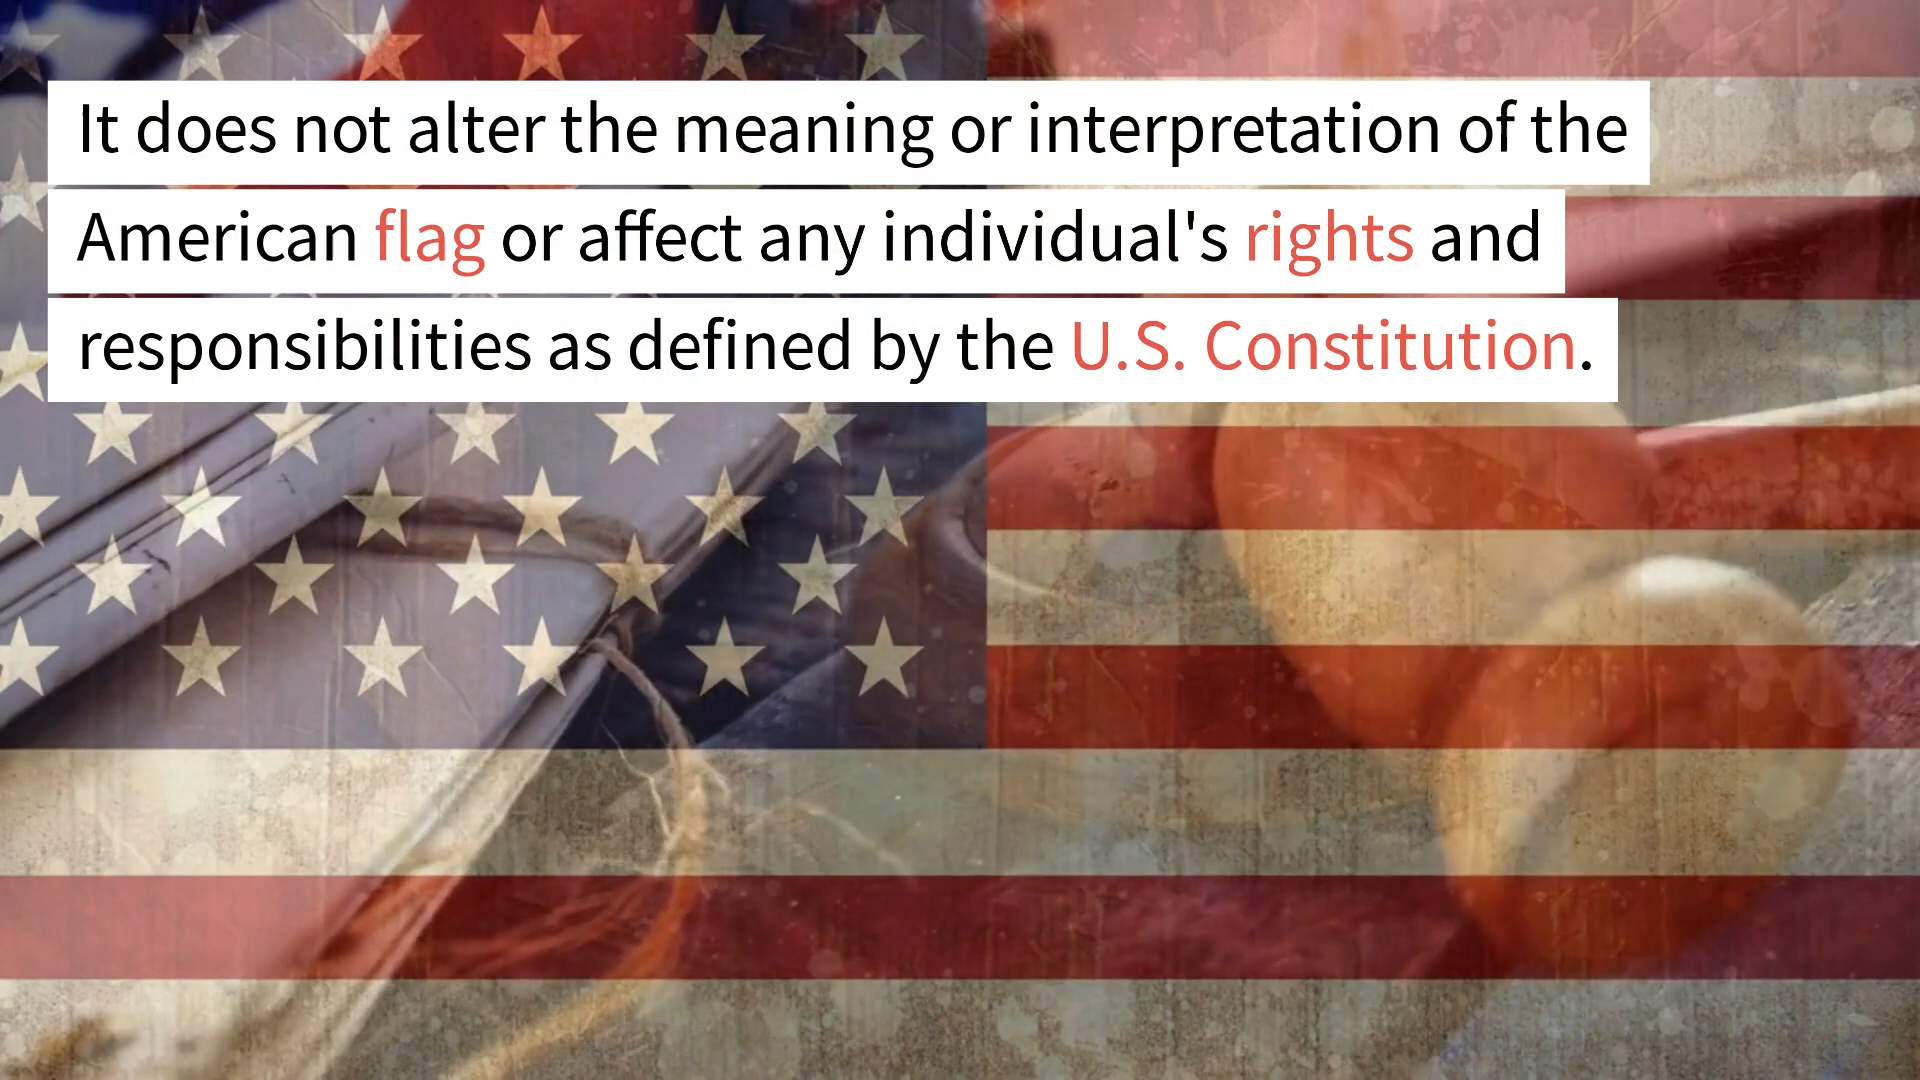 It does not alter the meaning or interpretation of the
American flag or affect any individual's rights and
responsibilities as defined by the U.S. Constitution.